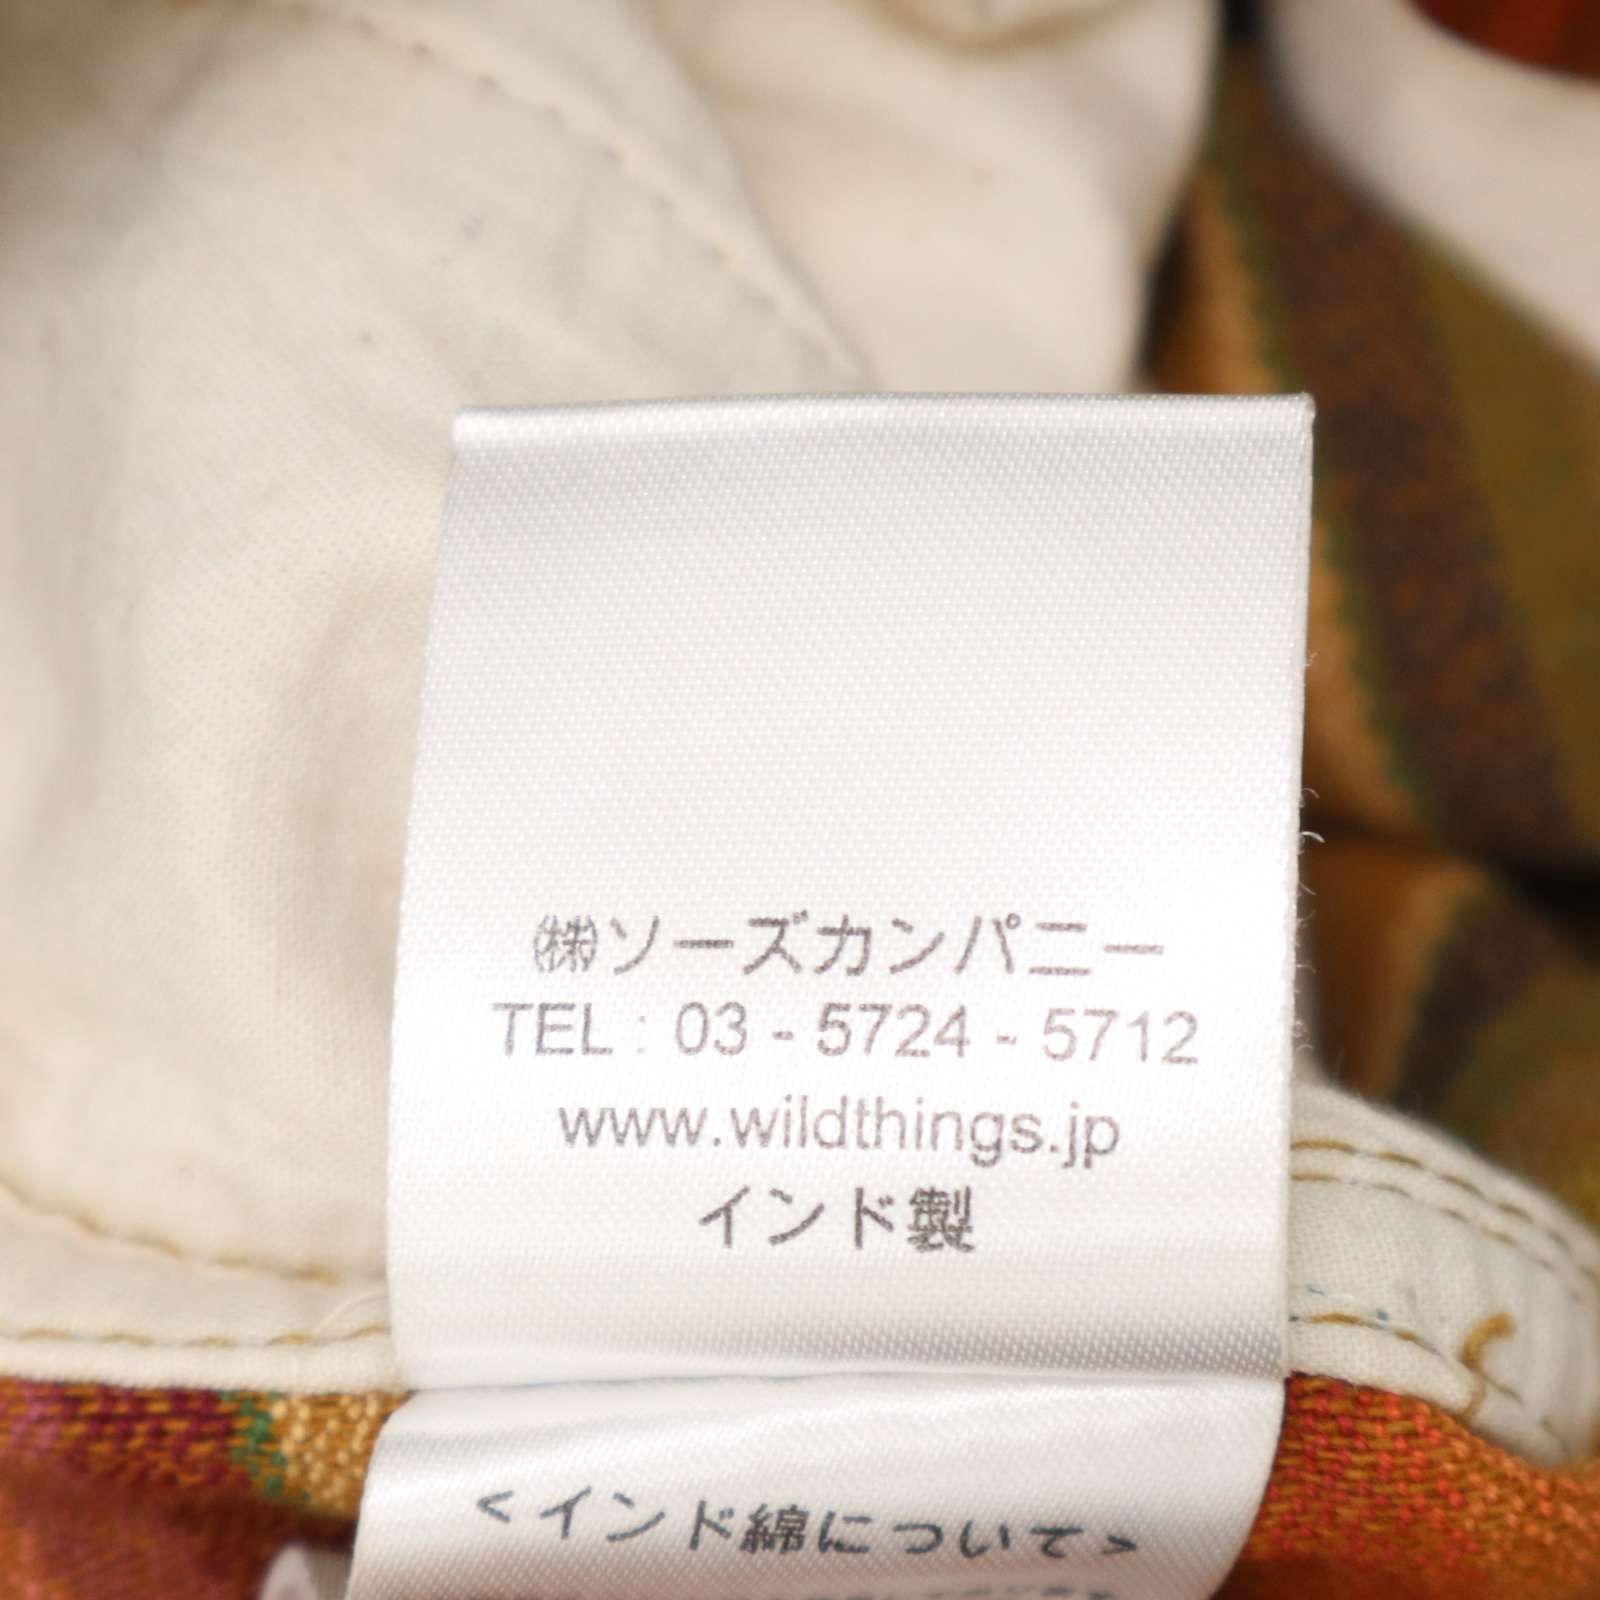 ㈱ソーズカンパニー
TEL : 03 - 5724 - 5712
www.wildthings.jp
インド製
<インド綿について>